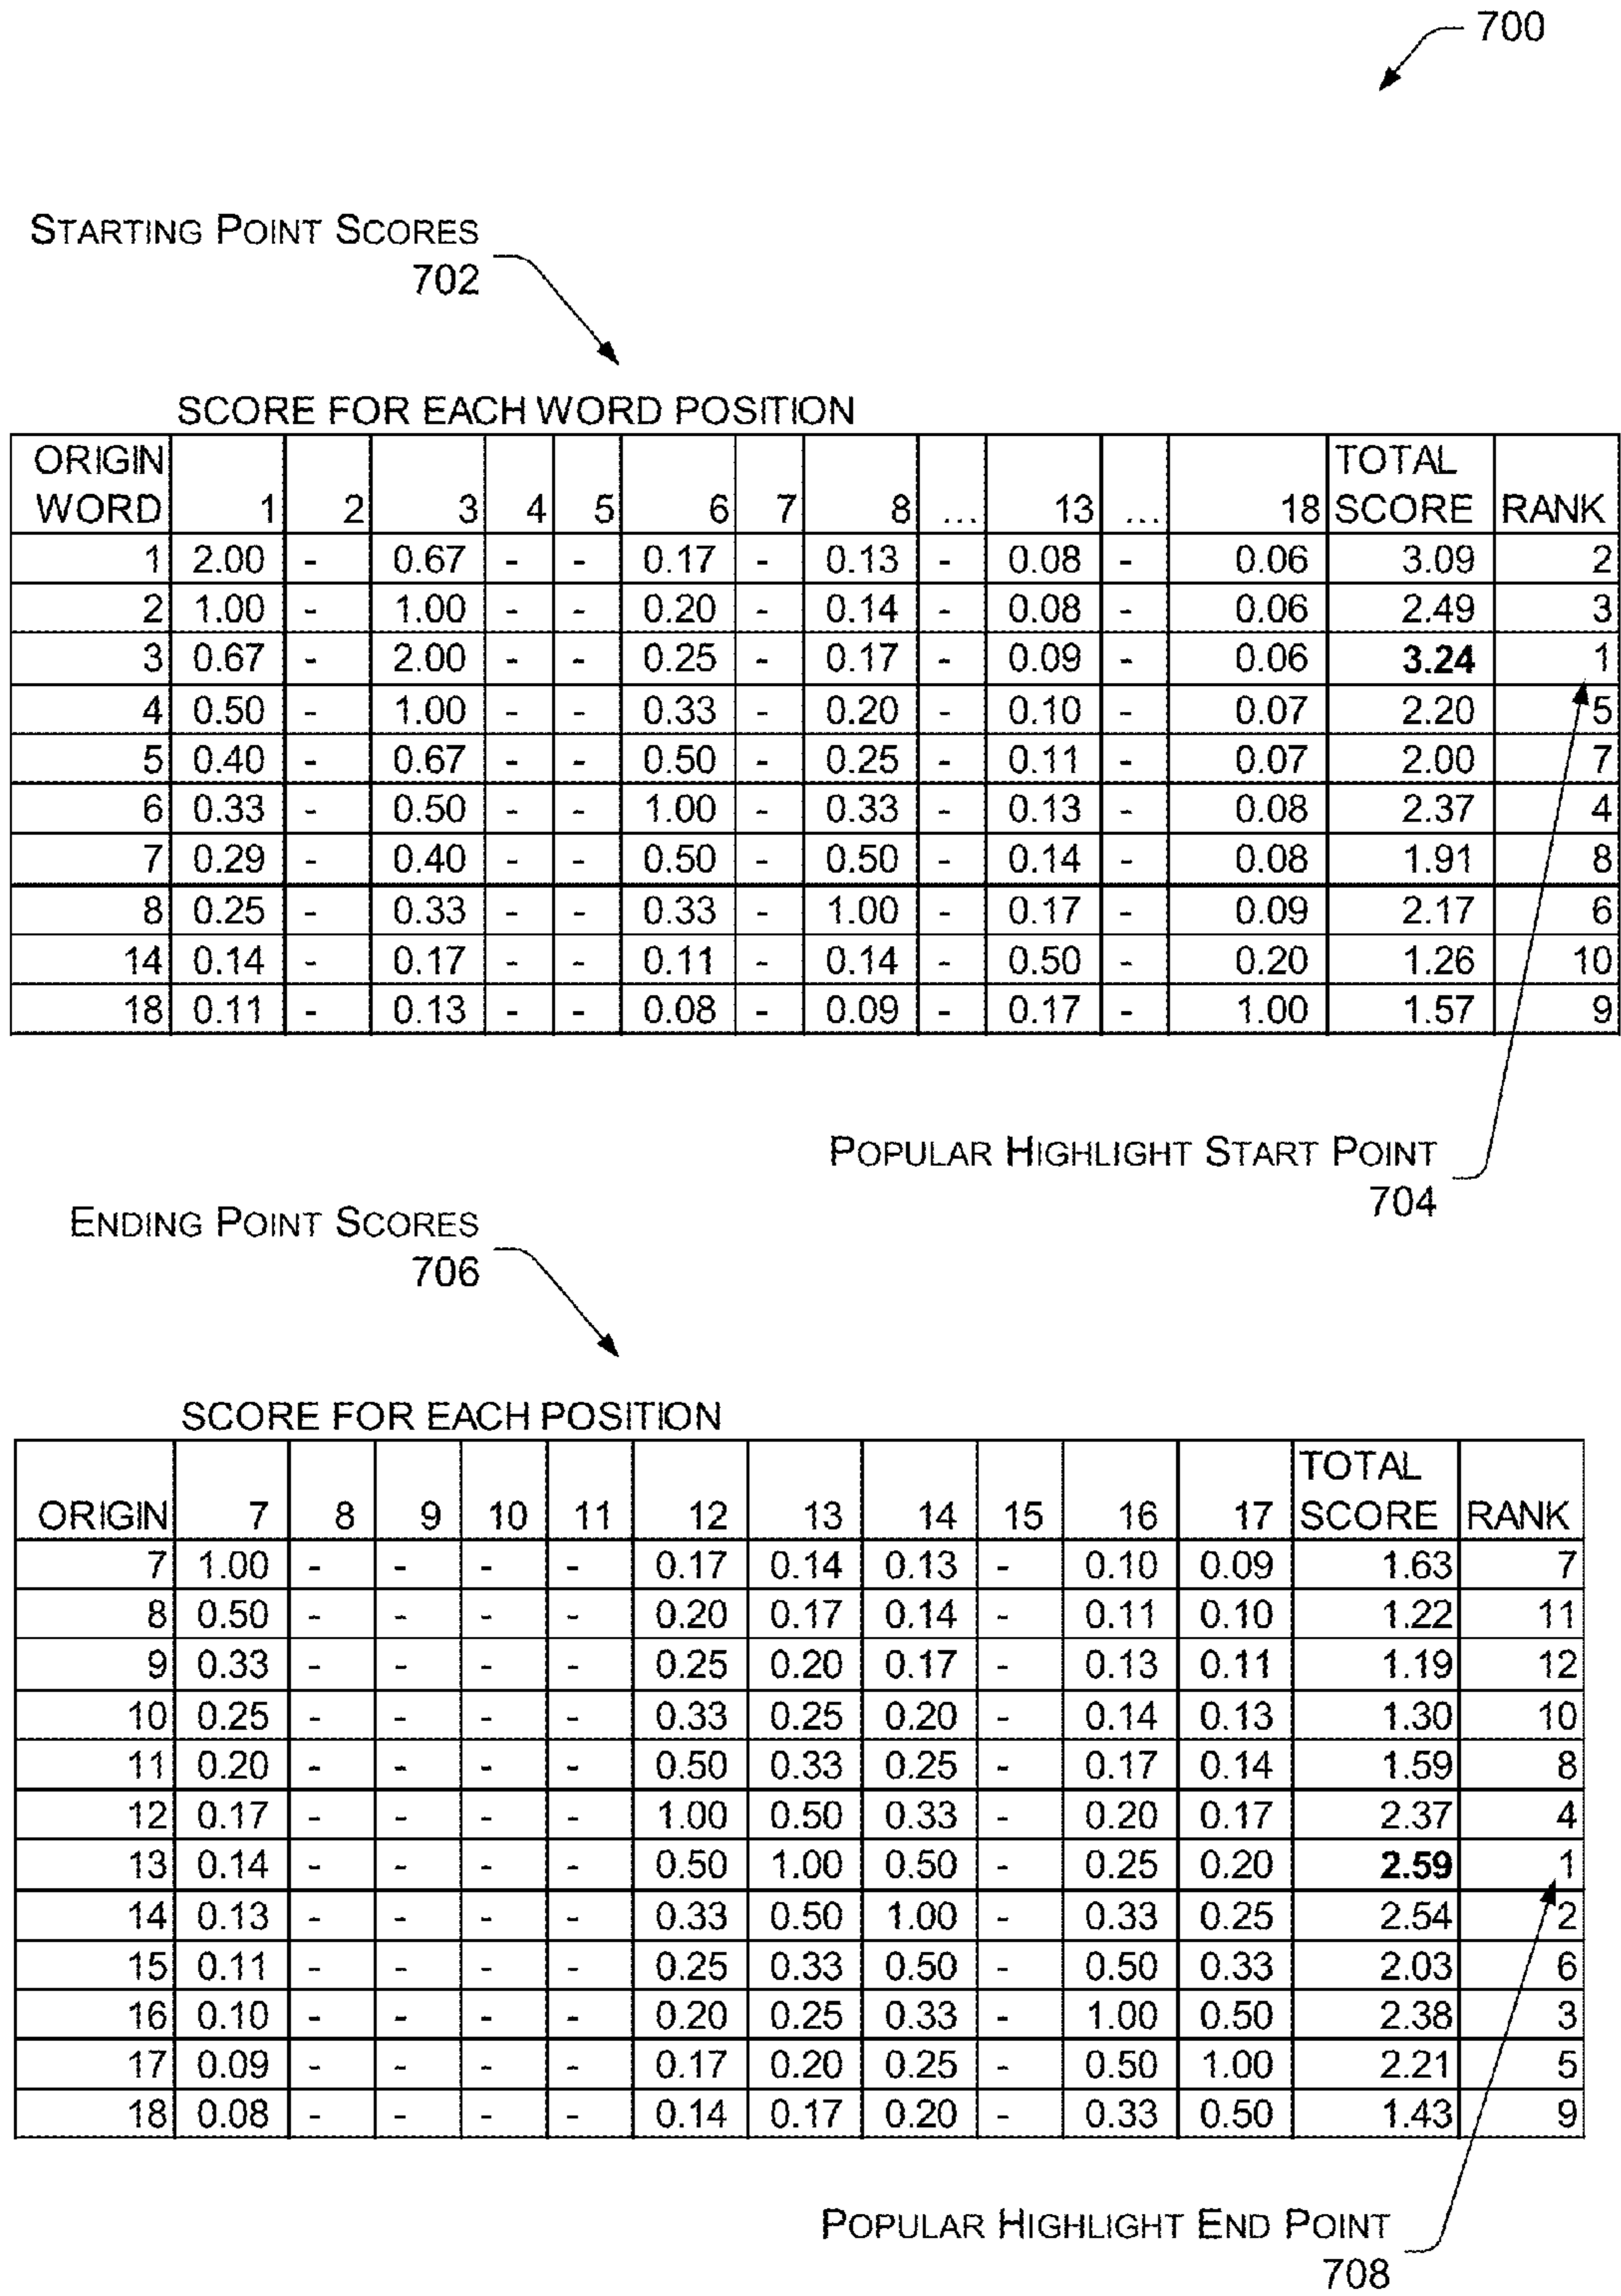 700
STARTING POINT SCORES
702
SCORE FOR EACH WORD POSITION
ORIGIN WORD 1 2 3 4 5 6 7 8 ... 13 ... 18 TOTAL SCORE RANK
1 2.00 - 0.67 - - 0.17 - 0.13 - 0.08 - 0.06 3.09 2
2 1.00 - 1.00 - - 0.20 - 0.14 - 0.08 - 0.06 2.49 3
3 0.67 - 2.00 - - 0.25 - 0.17 - 0.09 - 0.06 3.24 1
4 0.50 - 1.00 - - 0.33 - 0.20 - 0.10 - 0.07 2.20 5
5 0.40 - 0.67 - - 0.50 - 0.25 - 0.11 - 0.07 2.00 7
6 0.33 - 0.50 - - 1.00 - 0.33 - 0.13 - 0.08 2.37 4
7 0.29 - 0.40 - - 0.50 - 0.50 - 0.14 - 0.08 1.91 8
8 0.25 - 0.33 - - 0.33 - 1.00 - 0.17 - 0.09 2.17 6
14 0.14 - 0.17 - - 0.11 - 0.14 - 0.50 - 0.20 1.26 10
18 0.11 - 0.13 - - 0.08 - 0.09 - 0.17 - 1.00 1.57 9
POPULAR HIGHLIGHT START POINT
704
ENDING POINT SCORES
706
SCORE FOR EACH POSITION
ORIGIN 7 8 9 10 11 12 13 14 15 16 17 TOTAL SCORE RANK
7 1.00 - - - - 0.17 0.14 0.13 - 0.10 0.09 1.63 7
8 0.50 - - - - 0.20 0.17 0.14 - 0.11 0.10 1.22 11
9 0.33 - - - - 0.25 0.20 0.17 - 0.13 0.11 1.19 12
10 0.25 - - - - 0.33 0.25 0.20 - 0.14 0.13 1.30 10
11 0.20 - - - - 0.50 0.33 0.25 - 0.17 0.14 1.59 8
12 0.17 - - - - 1.00 0.50 0.33 - 0.20 0.17 2.37 4
13 0.14 - - - - 0.50 1.00 0.50 - 0.25 0.20 2.59 1
14 0.13 - - - - 0.33 0.50 1.00 - 0.33 0.25 2.54 2
15 0.11 - - - - 0.25 0.33 0.50 - 0.50 0.33 2.03 6
16 0.10 - - - - 0.20 0.25 0.33 - 1.00 0.50 2.38 3
17 0.09 - - - - 0.17 0.20 0.25 - 0.50 1.00 2.21 5
18 0.08 - - - - 0.14 0.17 0.20 - 0.33 0.50 1.43 9
POPULAR HIGHLIGHT END POINT
708